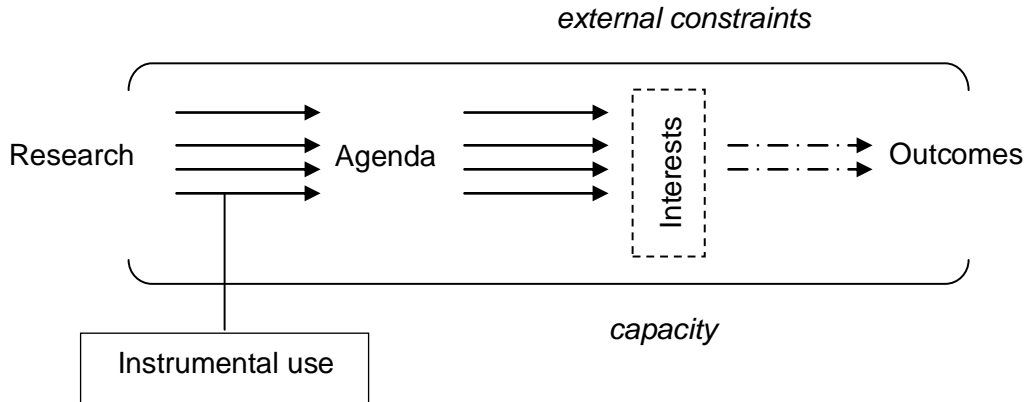 external constraints
Research
Agenda
Interests
Outcomes
capacity
Instrumental use